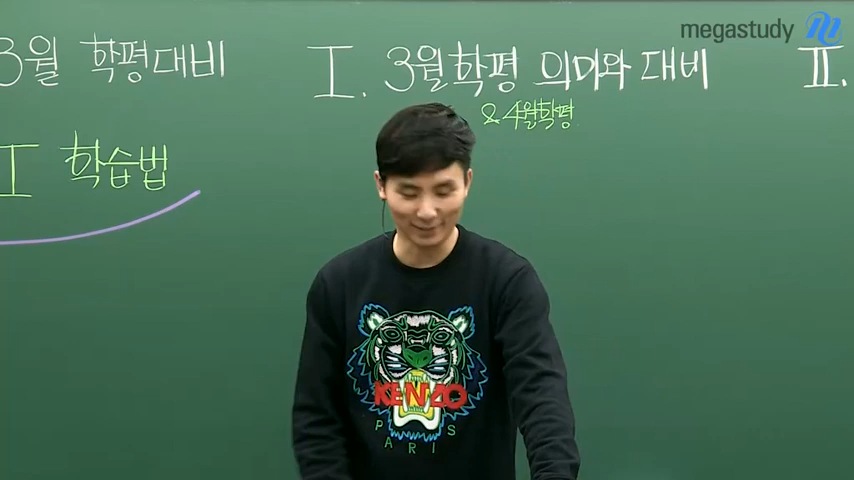 megastudy
3월 학평대비
I. 3월학평 의미와 대비
II.
& 4월학평
I 학습법
KENZO
PARIS